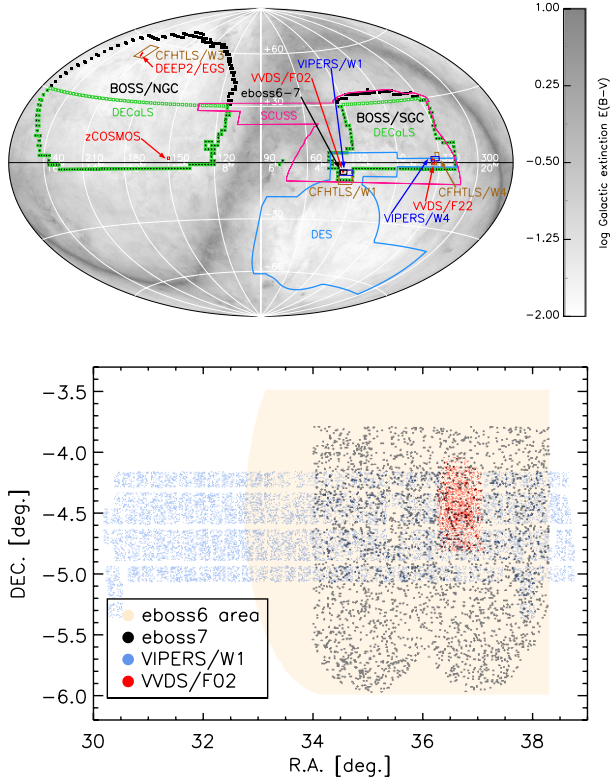 1.00
0.25
−0.50
−1.25
−2.00
log Galactic extinction E(B−V)
+60
CFHTLS/W3
DEEP2/EGS
BOSS/NGC
DECaLS
zCOSMOS
+30
SCUSS
VIPERS/W1
VVDS/F02
eboss6−7
BOSS/SGC
DECaLS
210
180
150
120
90
60
30
300
CFHTLS/W1
CFHTLS/W4
VVDS/F22
VIPERS/W4
−30
DES
−60
−3.5
−4.0
−4.5
−5.0
−5.5
−6.0
DEC. [deg.]
eboss6 area
eboss7
VIPERS/W1
VVDS/F02
30
32
34
36
38
R.A. [deg.]